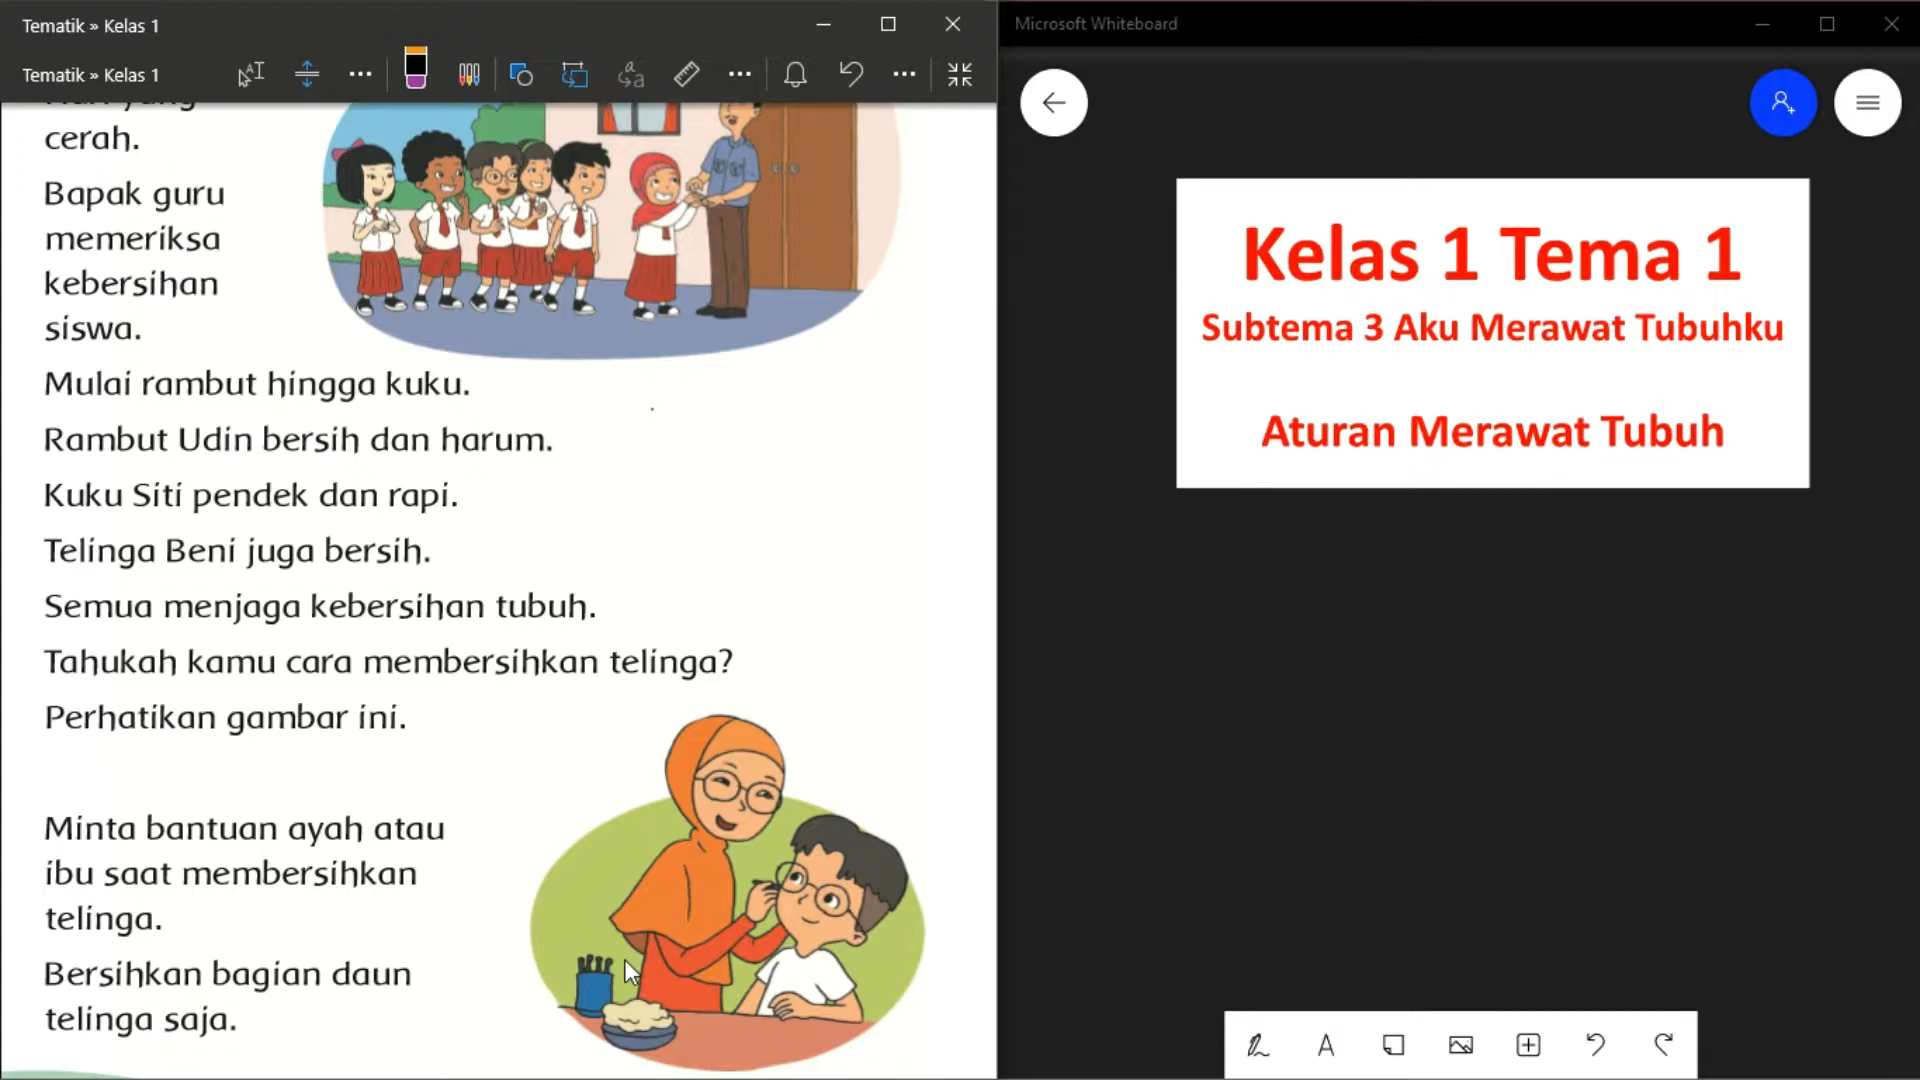 Tematik » Kelas 1
Tematik » Kelas 1
cerah.
Bapak guru
memeriksa
kebersihan
siswa.
Mulai rambut hingga kuku.
Rambut Udin bersih dan harum.
Kuku Siti pendek dan rapi.
Telinga Beni juga bersih.
Semua menjaga kebersihan tubuh.
Tahukah kamu cara membersihkan telinga?
Perhatikan gambar ini.
Minta bantuan ayah atau
ibu saat membersihkan
telinga.
Bersihkan bagian daun
telinga saja.
Microsoft Whiteboard
Kelas 1 Tema 1
Subtema 3 Aku Merawat Tubuhku
Aturan Merawat Tubuh